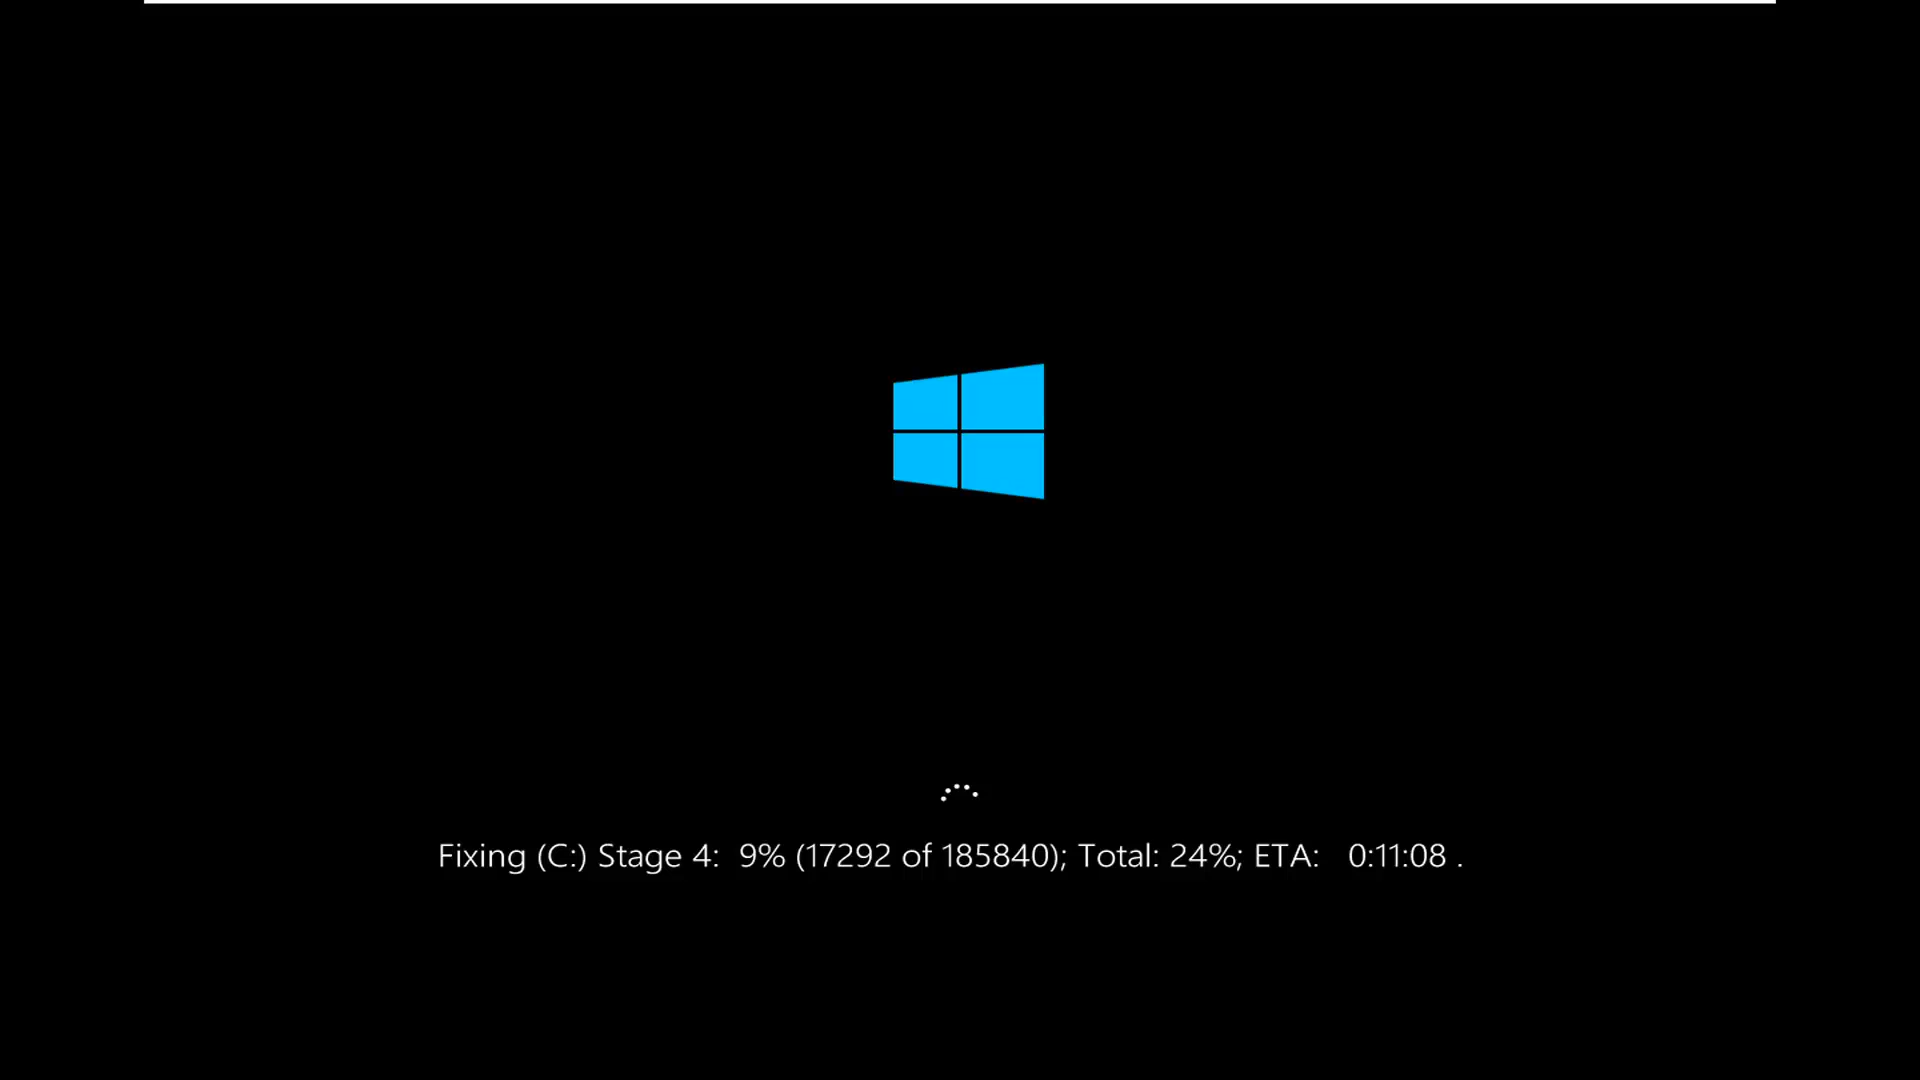 Fixing (C:) Stage 4:  9% (17292 of 185840); Total: 24%; ETA:   0:11:08 .